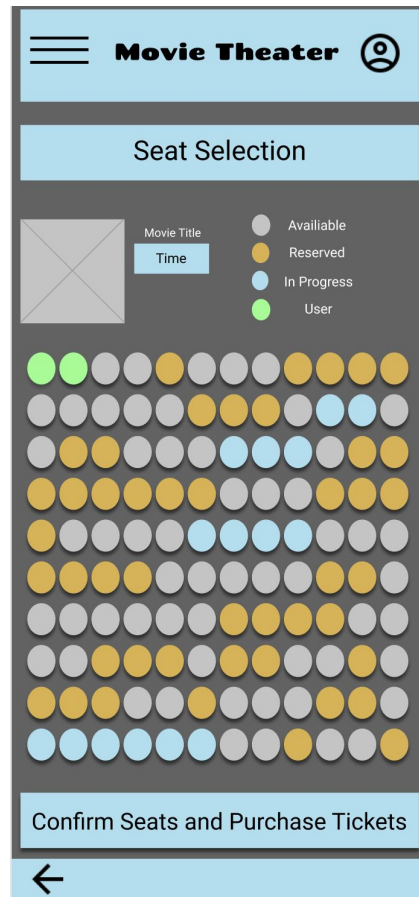 Movie Theater
Seat Selection
Movie Title
Time
Availiable
Reserved
In Progress
User
Confirm Seats and Purchase Tickets